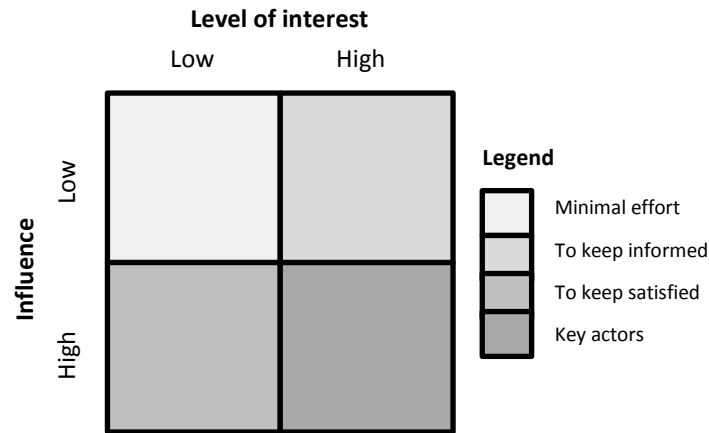 Level of interest
Low High
Influence
Low
High
Legend
Minimal effort
To keep informed
To keep satisfied
Key actors